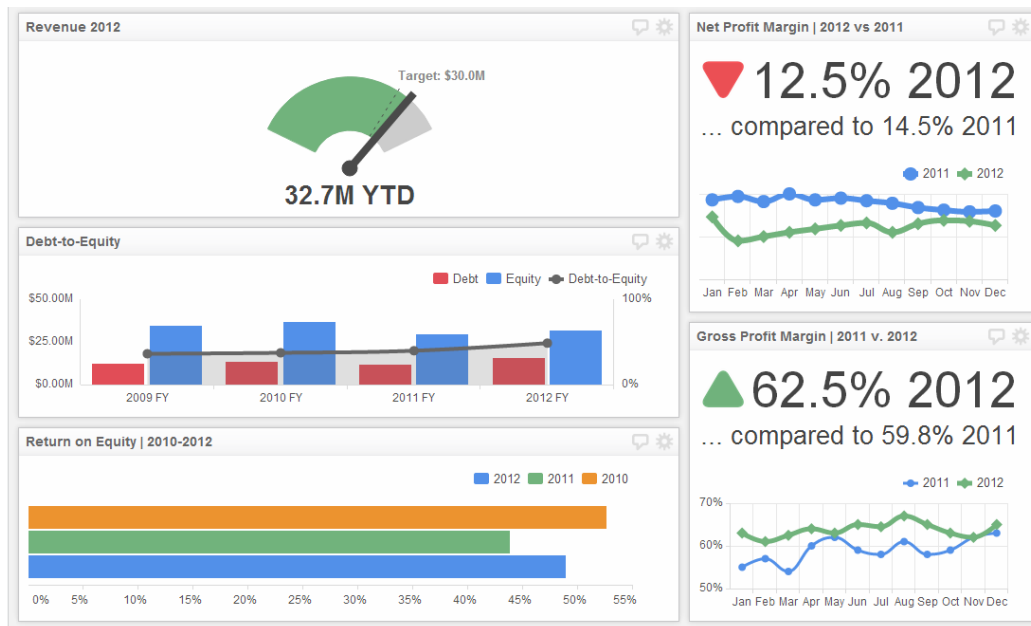 Revenue 2012
Target: $30.0M
32.7M YTD
Debt-to-Equity
Debt Equity Debt-to-Equity
$50.00M 100%
$25.00M
$0.00M 0%
2009 FY 2010 FY 2011 FY 2012 FY
Return on Equity | 2010-2012
2012 2011 2010
0% 5% 10% 15% 20% 25% 30% 35% 40% 45% 50% 55%
Net Profit Margin | 2012 vs 2011
12.5% 2012
... compared to 14.5% 2011
2011 2012
Jan Feb Mar Apr May Jun Jul Aug Sep Oct Nov Dec
Gross Profit Margin | 2011 v. 2012
62.5% 2012
... compared to 59.8% 2011
2011 2012
70%
60%
50%
Jan Feb Mar Apr May Jun Jul Aug Sep Oct Nov Dec